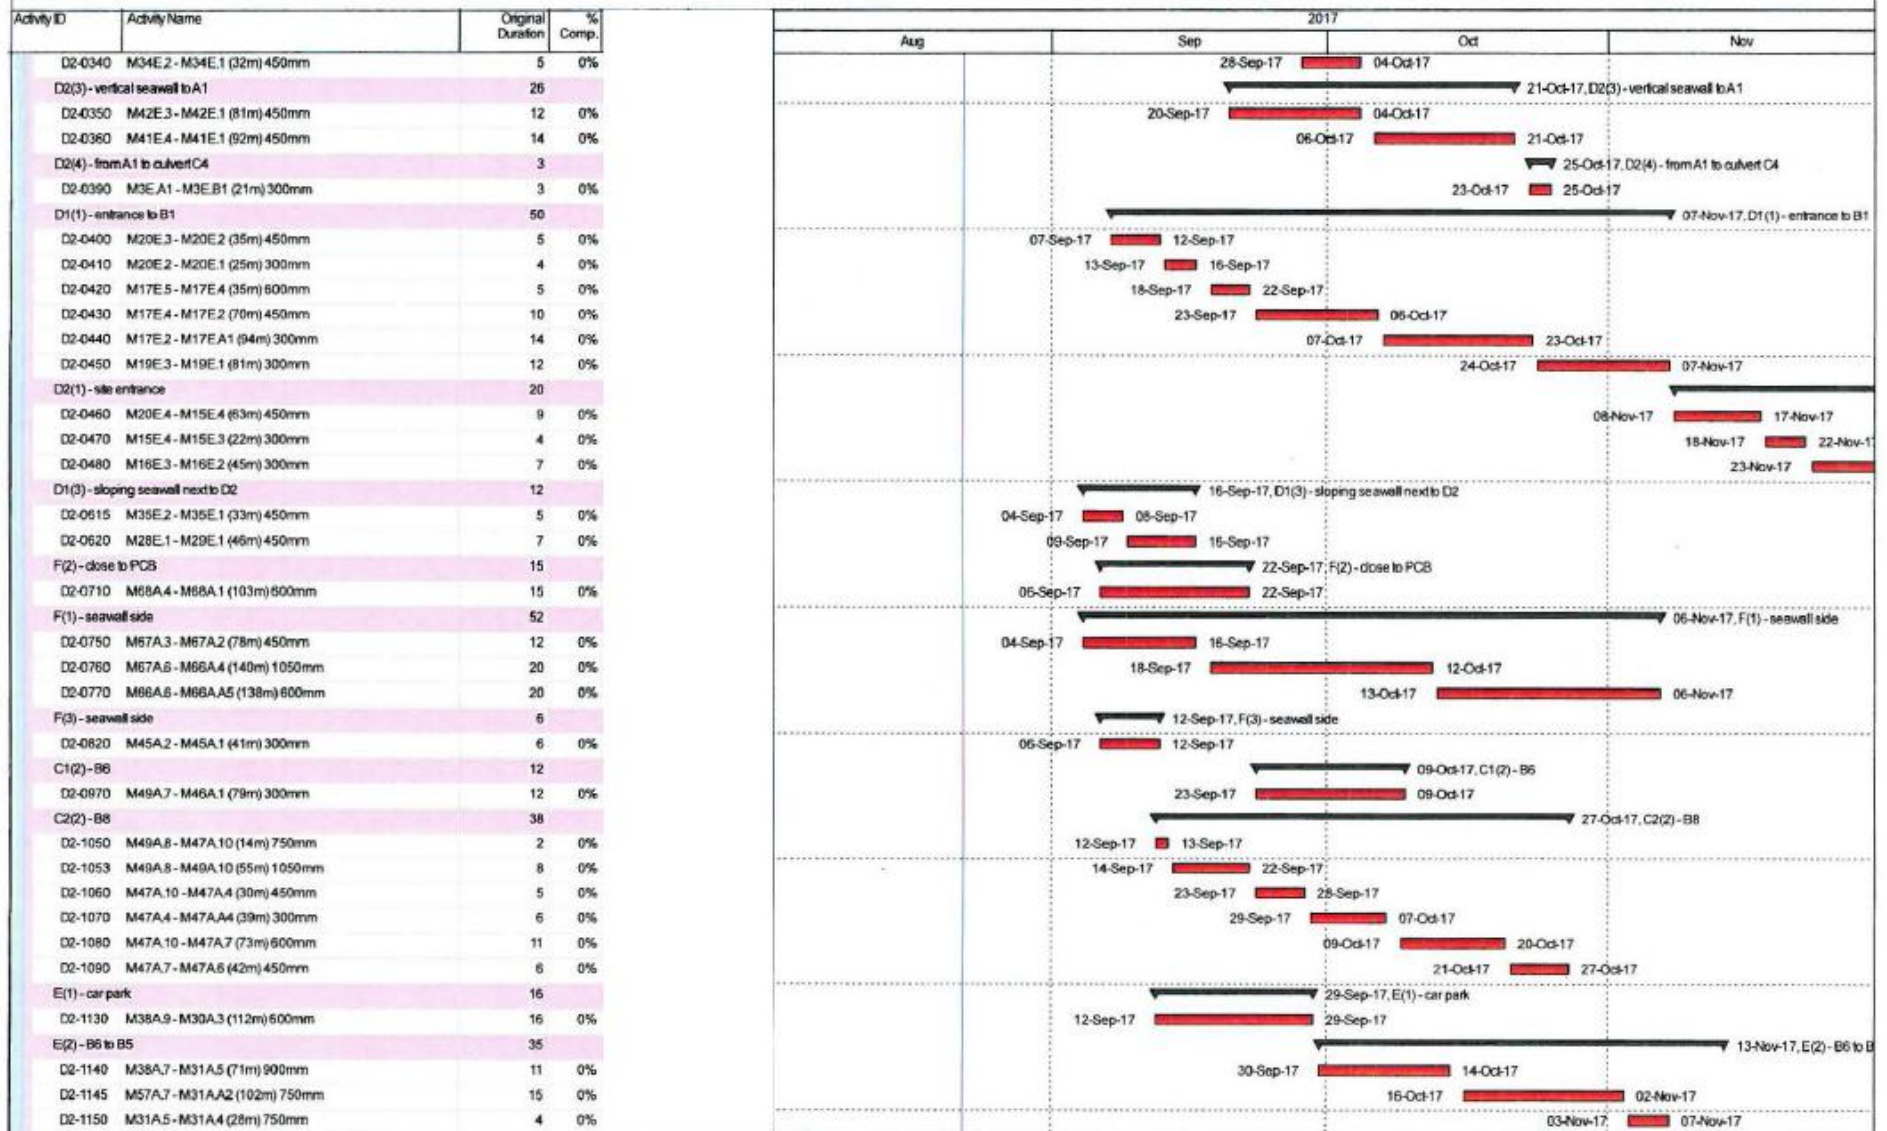 Activity ID Activity Name Original Duration % Comp. 2017
Aug Sep Oct Nov
D2-0340 M34E.2 - M34E.1 (32m) 450mm 5 0% 28-Sep-17 04-Oct-17
D2(3) - vertical seawall to A1 26 21-Oct-17, D2(3) - vertical seawall to A1
D2-0350 M42E.3 - M42E.1 (81m) 450mm 12 0% 20-Sep-17 04-Oct-17
D2-0360 M41E.4 - M41E.1 (92m) 450mm 14 0% 06-Oct-17 21-Oct-17
D2(4) - from A1 to culvert C4 3 25-Oct-17, D2(4) - from A1 to culvert C4
D2-0390 M3E.A1 - M3E.B1 (21m) 300mm 3 0% 23-Oct-17 25-Oct-17
D1(1) - entrance to B1 50 07-Nov-17, D1(1) - entrance to B1
D2-0400 M20E.3 - M20E.2 (35m) 450mm 5 0% 07-Sep-17 12-Sep-17
D2-0410 M20E.2 - M20E.1 (25m) 300mm 4 0% 13-Sep-17 16-Sep-17
D2-0420 M17E.5 - M17E.4 (35m) 600mm 5 0% 18-Sep-17 22-Sep-17
D2-0430 M17E.4 - M17E.2 (70m) 450mm 10 0% 23-Sep-17 06-Oct-17
D2-0440 M17E.2 - M17E.A1 (94m) 300mm 14 0% 07-Oct-17 23-Oct-17
D2-0450 M19E.3 - M19E.1 (81m) 300mm 12 0% 24-Oct-17 07-Nov-17
D2(1) - site entrance 20
D2-0460 M20E.4 - M15E.4 (63m) 450mm 9 0% 08-Nov-17 17-Nov-17
D2-0470 M15E.4 - M15E.3 (22m) 300mm 4 0% 18-Nov-17 22-Nov-17
D2-0480 M16E.3 - M16E.2 (45m) 300mm 7 0% 23-Nov-17
D1(3) - sloping seawall next to D2 12 16-Sep-17, D1(3) - sloping seawall next to D2
D2-0615 M35E.2 - M35E.1 (33m) 450mm 5 0% 04-Sep-17 08-Sep-17
D2-0620 M28E.1 - M29E.1 (46m) 450mm 7 0% 09-Sep-17 16-Sep-17
F(2) - close to PCB 15 22-Sep-17, F(2) - close to PCB
D2-0710 M68A.4 - M68A.1 (103m) 600mm 15 0% 06-Sep-17 22-Sep-17
F(1) - seawall side 52 06-Nov-17, F(1) - seawall side
D2-0750 M67A.3 - M67A.2 (78m) 450mm 12 0% 04-Sep-17 16-Sep-17
D2-0760 M67A.6 - M66A.4 (140m) 1050mm 20 0% 18-Sep-17 12-Oct-17
D2-0770 M66A.6 - M66A.A5 (138m) 600mm 20 0% 13-Oct-17 06-Nov-17
F(3) - seawall side 6 12-Sep-17, F(3) - seawall side
D2-0820 M45A.2 - M45A.1 (41m) 300mm 6 0% 06-Sep-17 12-Sep-17
C1(2) - B6 12 09-Oct-17, C1(2) - B6
D2-0970 M49A.7 - M46A.1 (79m) 300mm 12 0% 23-Sep-17 09-Oct-17
C2(2) - B8 38 27-Oct-17, C2(2) - B8
D2-1050 M49A.8 - M47A.10 (14m) 750mm 2 0% 12-Sep-17 13-Sep-17
D2-1053 M49A.8 - M49A.10 (55m) 1050mm 8 0% 14-Sep-17 22-Sep-17
D2-1060 M47A.10 - M47A.4 (30m) 450mm 5 0% 23-Sep-17 28-Sep-17
D2-1070 M47A.4 - M47A.A4 (39m) 300mm 6 0% 29-Sep-17 07-Oct-17
D2-1080 M47A.10 - M47A.7 (73m) 600mm 11 0% 09-Oct-17 20-Oct-17
D2-1090 M47A.7 - M47A.6 (42m) 450mm 6 0% 21-Oct-17 27-Oct-17
E(1) - car park 16 29-Sep-17, E(1) - car park
D2-1130 M38A.9 - M30A.3 (112m) 600mm 16 0% 12-Sep-17 29-Sep-17
E(2) - B6 to B5 35 13-Nov-17, E(2) - B6 to B
D2-1140 M38A.7 - M31A.5 (71m) 900mm 11 0% 30-Sep-17 14-Oct-17
D2-1145 M57A.7 - M31A.A2 (102m) 750mm 15 0% 16-Oct-17 02-Nov-17
D2-1150 M31A.5 - M31A.4 (28m) 750mm 4 0% 03-Nov-17 07-Nov-17